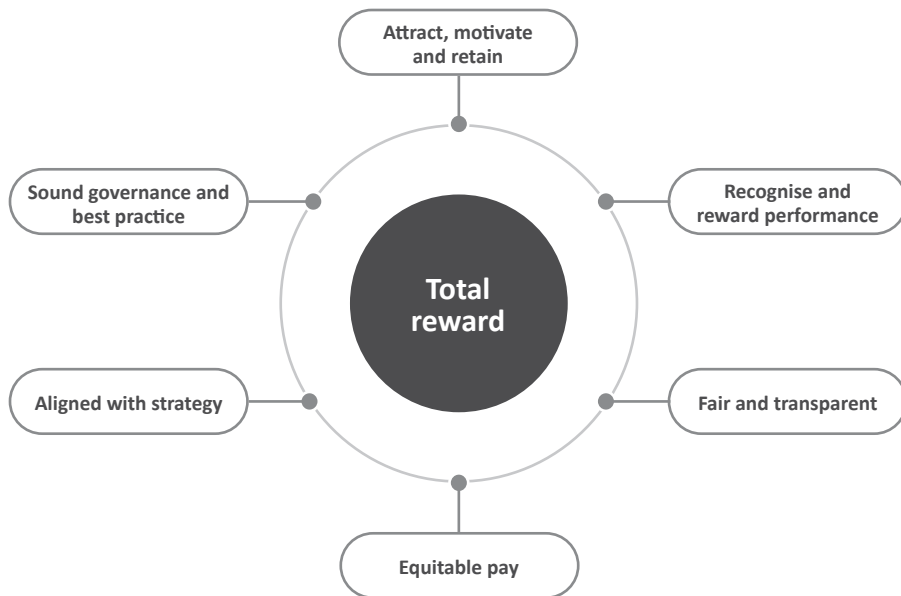 Attract, motivate
and retain
Sound governance and
best practice
Recognise and
reward performance
Total
reward
Aligned with strategy
Fair and transparent
Equitable pay